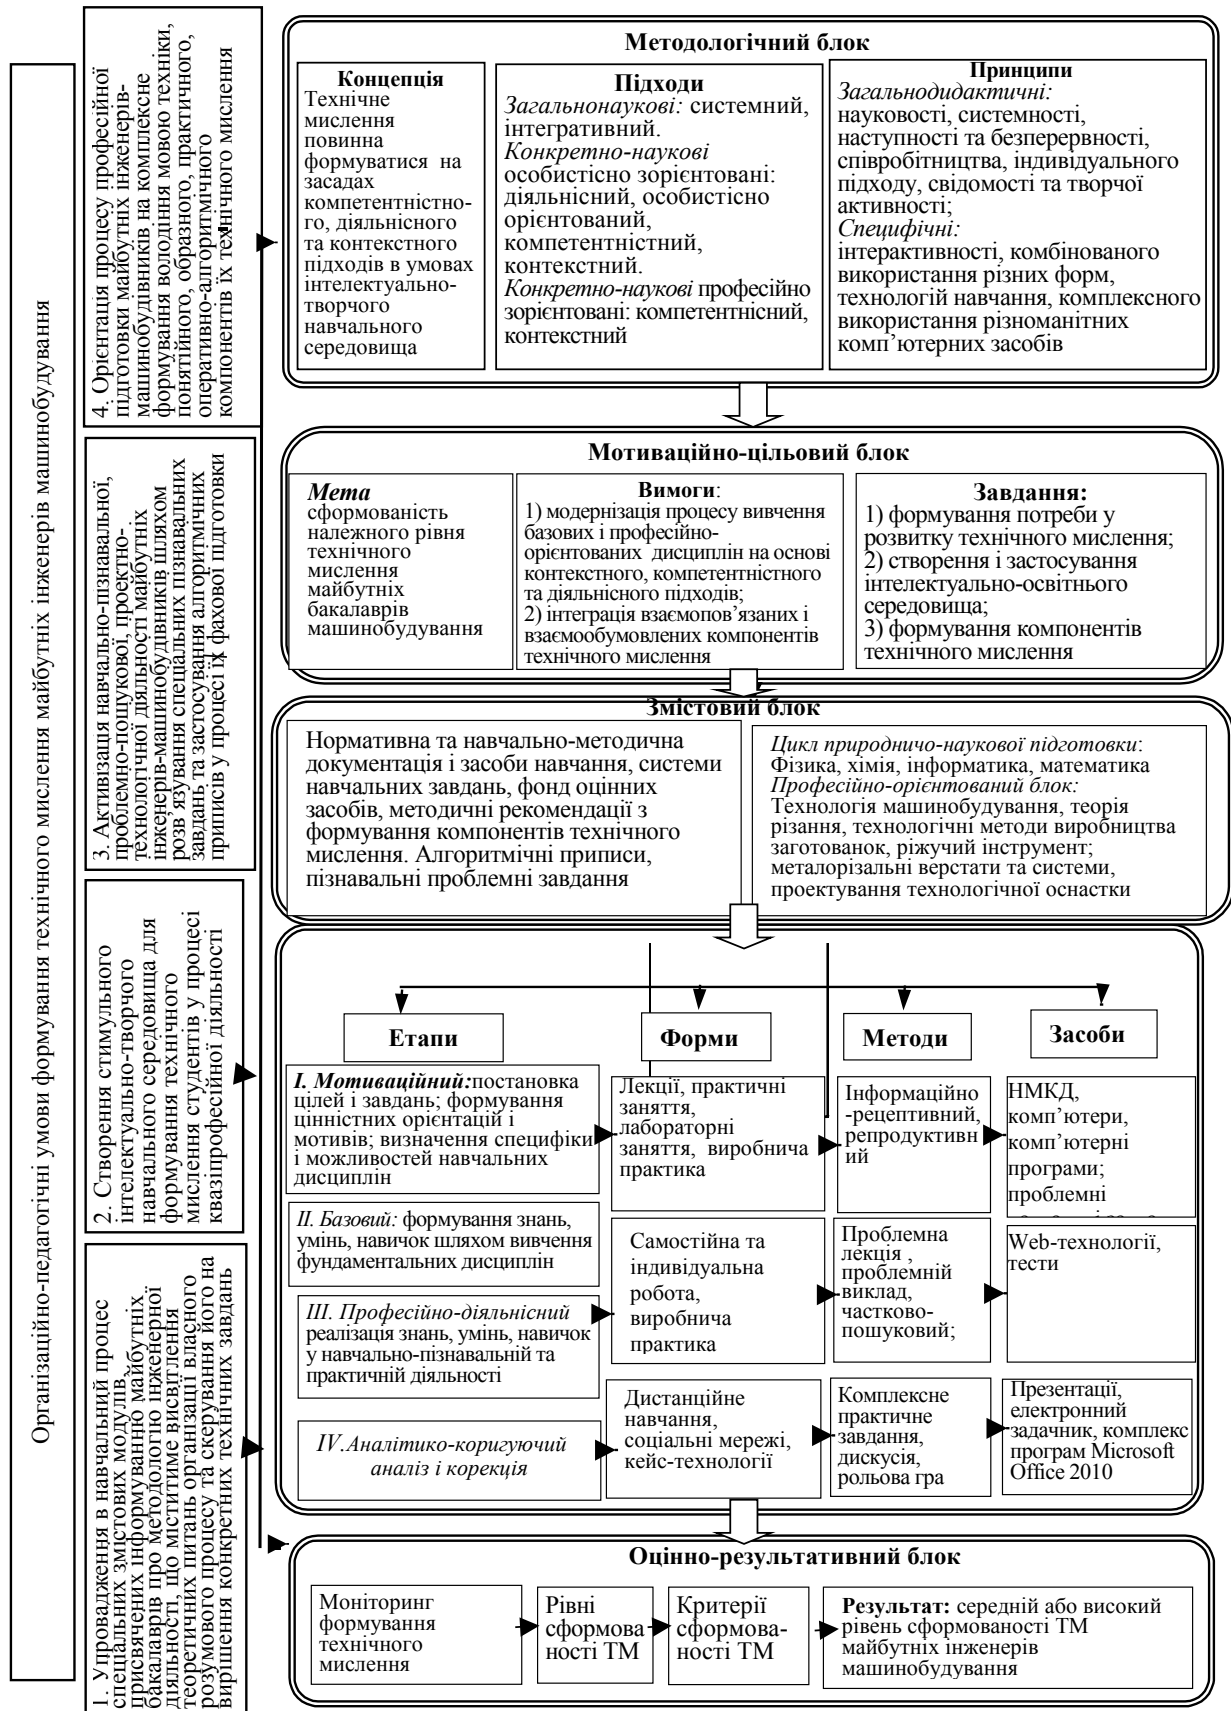 Організаційно-педагогічні умови формування технічного мислення майбутніх інженерів машинобудування
4. Орієнтація процесу професійної
підготовки майбутніх інженерів-
машинобудівників на комплексне
формування володіння мовою техніки,
понятійного, образного, практичного,
оперативно-алгоритмічного
компонентів їх технічного мислення
3. Активізація навчально-пізнавальної,
проблемно-пошукової, проектно-
технологічної діяльності майбутніх
інженерів-машинобудівників шляхом
розв’язування спеціальних пізнавальних
завдань та застосування алгоритмічних
приписів у процесі їх фахової підготовки
2. Створення стимульного
інтелектуально-творчого
навчального середовища для
формування технічного
мислення студентів у процесі
квазіпрофесійної діяльності
1. Упровадження в навчальний процес
спеціальних змістових модулів,
присвячених інформуванню майбутніх
бакалаврів про методологію інженерної
діяльності, що міститиме висвітлення
теоретичних питань організації власного
розумового процесу та скерування його на
вирішення конкретних технічних завдань
Методологічний блок
Концепція
Технічне
мислення
повинна
формуватися на
засадах
компетентністно-
го, діяльнісного
та контекстного
підходів в умовах
інтелектуально-
творчого
навчального
середовища
Підходи
Загальнонаукові: системний,
інтегративний.
Конкретно-наукові
особистісно зорієнтовані:
діяльнісний, особистісно
орієнтований,
компетентністний,
контекстний.
Конкретно-наукові професійно
зорієнтовані: компетентнісний,
контекстний
Принципи
Загальнодидактичні:
науковості, системності,
наступності та безперервності,
співробітництва, індивідуального
підходу, свідомості та творчої
активності;
Специфічні:
інтерактивності, комбінованого
використання різних форм,
технологій навчання, комплексного
використання різноманітних
комп’ютерних засобів
Мотиваційно-цільовий блок
Мета
сформованість
належного рівня
технічного
мислення
майбутніх
бакалаврів
машинобудування
Вимоги:
1) модернізація процесу вивчення
базових і професійно-
орієнтованих дисциплін на основі
контекстного, компетентністного
та діяльнісного підходів;
2) інтеграція взаємопов’язаних і
взаємообумовлених компонентів
технічного мислення
Завдання:
1) формування потреби у
розвитку технічного мислення;
2) створення і застосування
інтелектуально-освітнього
середовища;
3) формування компонентів
технічного мислення
Змістовий блок
Нормативна та навчально-методична
документація і засоби навчання, системи
навчальних завдань, фонд оцінних
засобів, методичні рекомендації з
формування компонентів технічного
мислення. Алгоритмічні приписи,
пізнавальні проблемні завдання
Цикл природничо-наукової підготовки:
Фізика, хімія, інформатика, математика
Професійно-орієнтований блок:
Технологія машинобудування, теорія
різання, технологічні методи виробництва
заготованок, ріжучий інструмент;
металорізальні верстати та системи,
проектування технологічної оснастки
Етапи
Форми
Методи
Засоби
I. Мотиваційний:постановка
цілей і завдань; формування
цінністних орієнтацій і
мотивів; визначення специфіки
і можливостей навчальних
дисциплін
Лекції, практичні
заняття,
лабораторні
заняття, виробнича
практика
Інформаційно
-рецептивний,
репродуктивн
ий
НМКД,
комп’ютери,
комп’ютерні
програми;
проблемні
II. Базовий: формування знань,
умінь, навичок шляхом вивчення
фундаментальних дисциплін
III. Професійно-діяльнісний
реалізація знань, умінь, навичок
у навчально-пізнавальній та
практичній діяльності
Самостійна та
індивідуальна
робота,
виробнича
практика
Проблемна
лекція ,
проблемній
виклад,
частково-
пошуковий;
Web-технології,
тести
IV.Аналітико-коригуючий
аналіз і корекція
Дистанційне
навчання,
соціальні мережі,
кейс-технології
Комплексне
практичне
завдання,
дискусія,
рольова гра
Презентації,
електронний
задачник, комплекс
програм Microsoft
Office 2010
Оцінно-результативний блок
Моніторинг
формування
технічного
мислення
Рівні
сформова
ності ТМ
Критерії
сформова-
ності ТМ
Результат: середній або високий
рівень сформованості ТМ
майбутніх інженерів
машинобудування